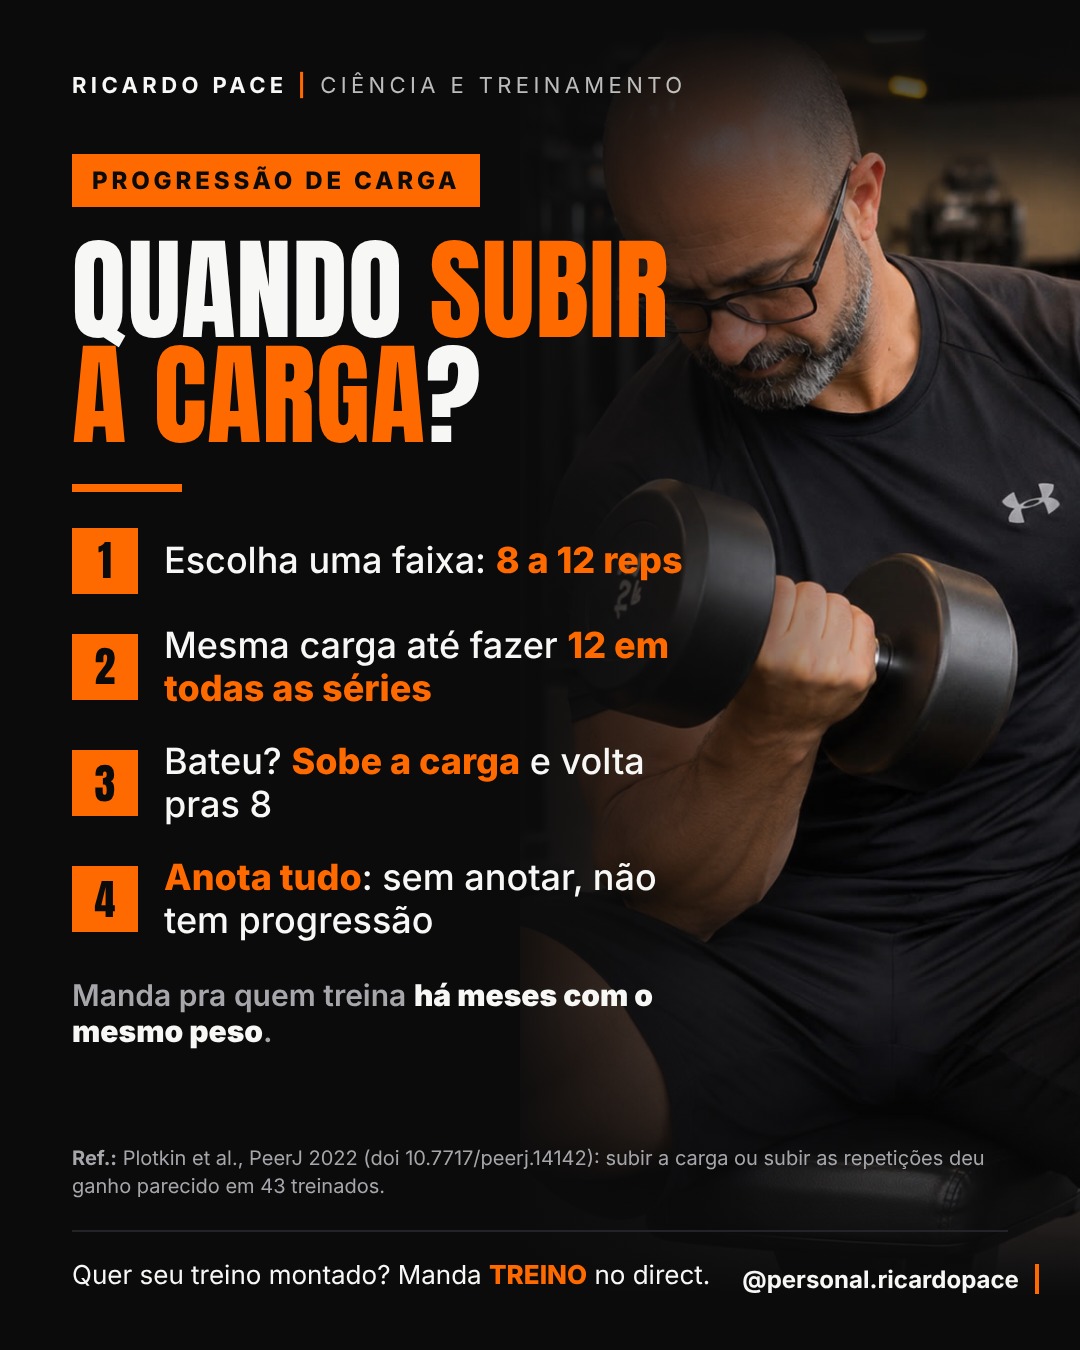 RICARDO PACE | CIÊNCIA E TREINAMENTO
PROGRESSÃO DE CARGA
QUANDO SUBIR
A CARGA?
1 Escolha uma faixa: 8 a 12 reps
2 Mesma carga até fazer 12 em
todas as séries
3 Bateu? Sobe a carga e volta
pras 8
4 Anota tudo: sem anotar, não
tem progressão
Manda pra quem treina há meses com o
mesmo peso.
Ref.: Plotkin et al., PeerJ 2022 (doi 10.7717/peerj.14142): subir a carga ou subir as repetições deu
ganho parecido em 43 treinados.
Quer seu treino montado? Manda TREINO no direct. @personal.ricardopace |